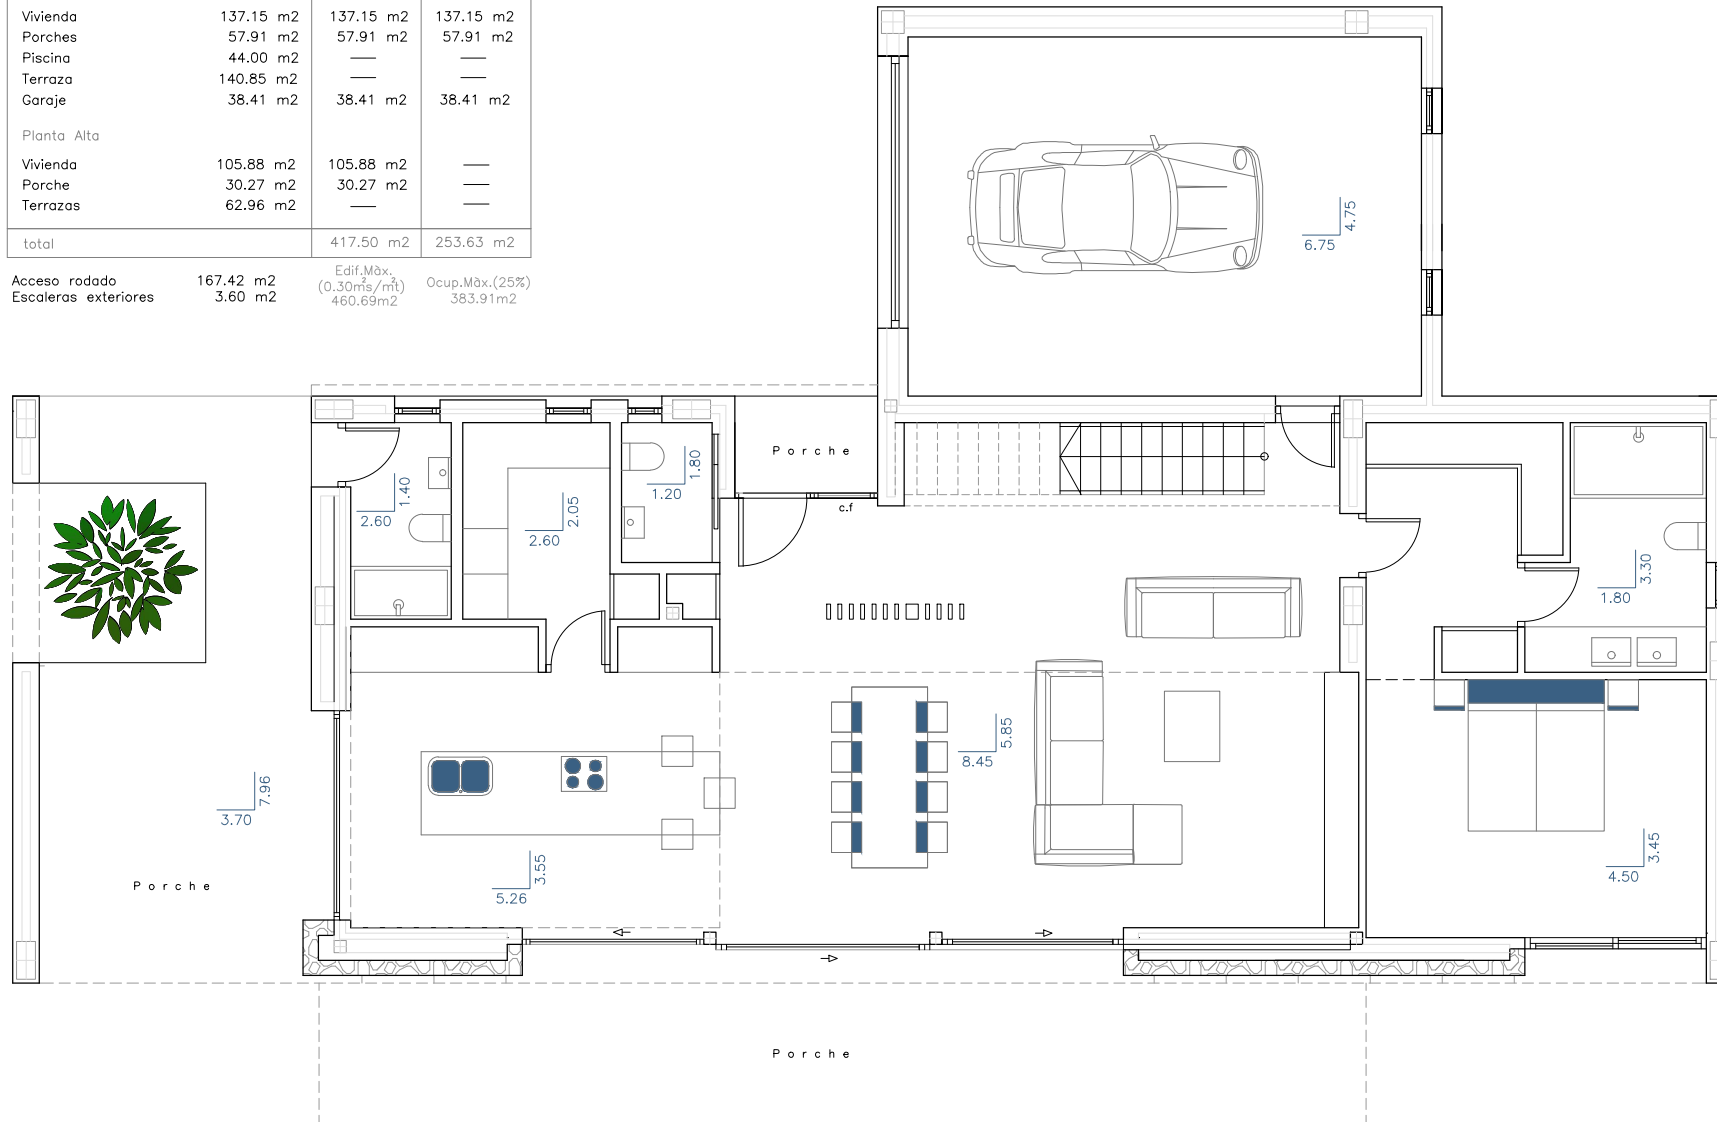 Vivienda 137.15 m2 137.15 m2 137.15 m2
Porches 57.91 m2 57.91 m2 57.91 m2
Piscina 44.00 m2 — —
Terraza 140.85 m2 — —
Garaje 38.41 m2 38.41 m2 38.41 m2
Planta Alta
Vivienda 105.88 m2 105.88 m2 —
Porche 30.27 m2 30.27 m2 —
Terrazas 62.96 m2 — —
total 417.50 m2 253.63 m2
Acceso rodado 167.42 m2
Escaleras exteriores 3.60 m2
Edif.Màx.
(0.30m²s/m²t)
460.69m2
Ocup.Màx.(25%)
383.91m2
4.75
6.75
Porche
1.80
1.20
1.40
2.60
2.05
2.60
c.f
3.30
1.80
5.85
8.45
7.96
3.70
3.55
5.26
3.45
4.50
Porche
Porche